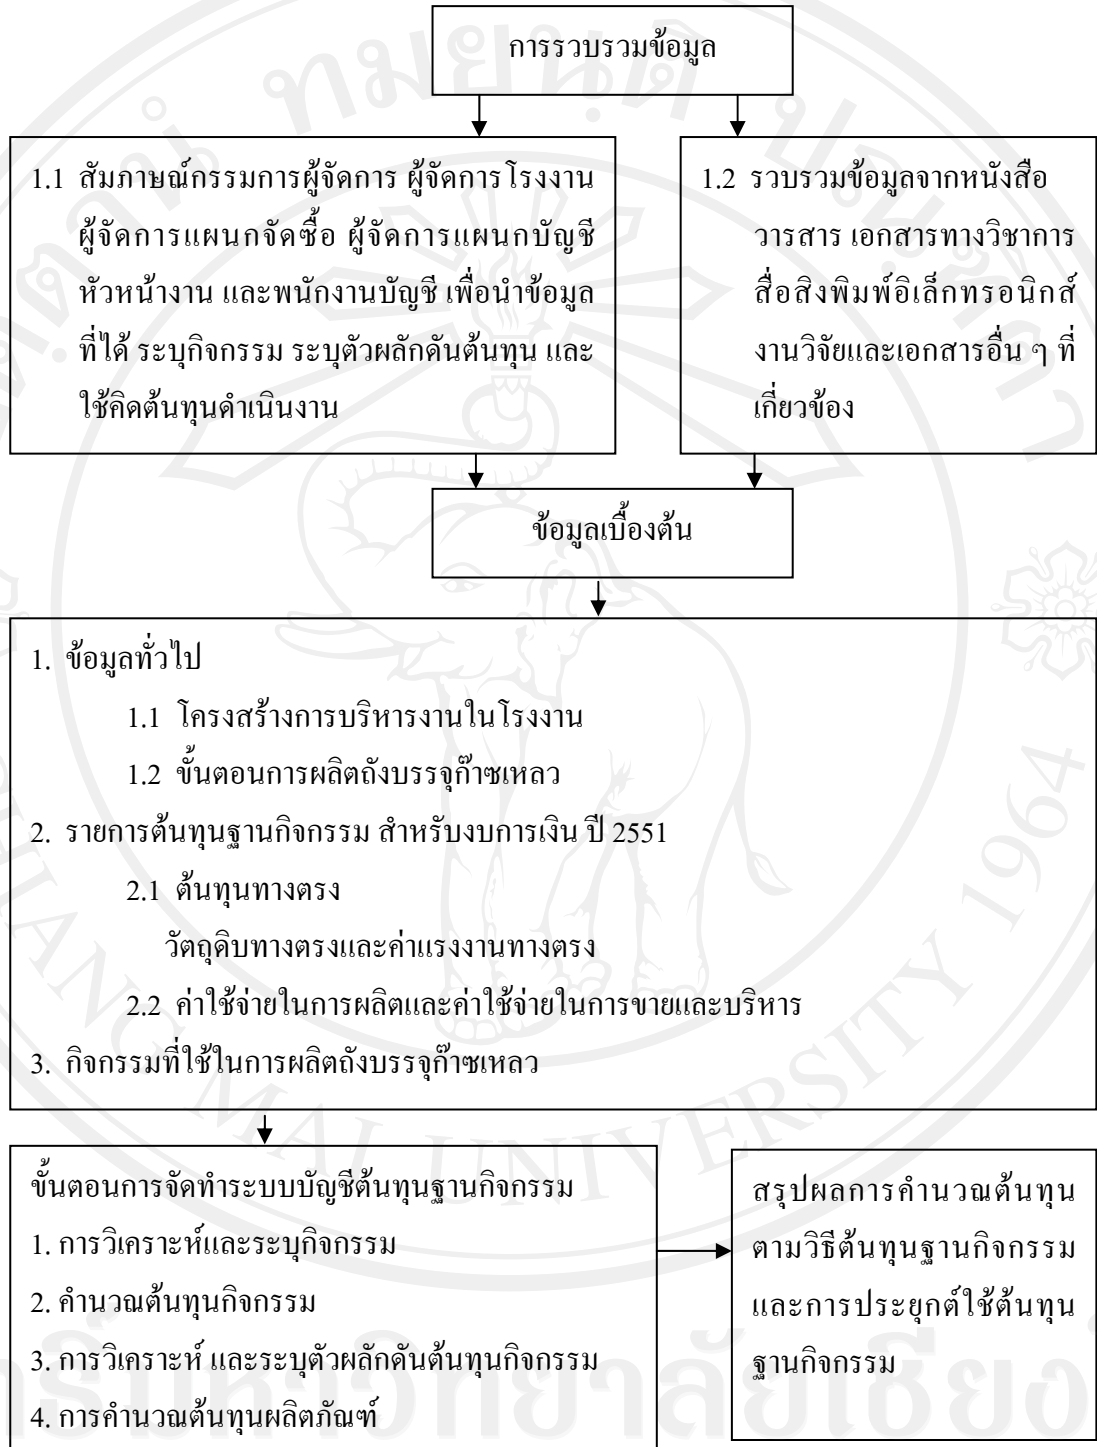 การรวบรวมข้อมูล
1.1 สัมภาษณ์กรรมการผู้จัดการ ผู้จัดการโรงงาน
ผู้จัดการแผนกจัดซื้อ ผู้จัดการแผนกบัญชี
หัวหน้างาน และพนักงานบัญชี เพื่อนำข้อมูล
ที่ได้ ระบุกิจกรรม ระบุตัวผลักดันต้นทุน และ
ใช้คิดต้นทุนดำเนินงาน
1.2 รวบรวมข้อมูลจากหนังสือ
วารสาร เอกสารทางวิชาการ
สื่อสิ่งพิมพ์อิเล็กทรอนิกส์
งานวิจัยและเอกสารอื่น ๆ ที่
เกี่ยวข้อง
ข้อมูลเบื้องต้น
1. ข้อมูลทั่วไป
1.1 โครงสร้างการบริหารงานในโรงงาน
1.2 ขั้นตอนการผลิตถังบรรจุก๊าซเหลว
2. รายการต้นทุนฐานกิจกรรม สำหรับงบการเงิน ปี 2551
2.1 ต้นทุนทางตรง
วัตถุดิบทางตรงและค่าแรงงานทางตรง
2.2 ค่าใช้จ่ายในการผลิตและค่าใช้จ่ายในการขายและบริหาร
3. กิจกรรมที่ใช้ในการผลิตถังบรรจุก๊าซเหลว
ขั้นตอนการจัดทำระบบบัญชีต้นทุนฐานกิจกรรม
1. การวิเคราะห์และระบุกิจกรรม
2. คำนวณต้นทุนกิจกรรม
3. การวิเคราะห์ และระบุตัวผลักดันต้นทุนกิจกรรม
4. การคำนวณต้นทุนผลิตภัณฑ์
สรุปผลการคำนวณต้นทุน
ตามวิธีต้นทุนฐานกิจกรรม
และการประยุกต์ใช้ต้นทุน
ฐานกิจกรรม
CHIANG MAI UNIVERSITY 1964